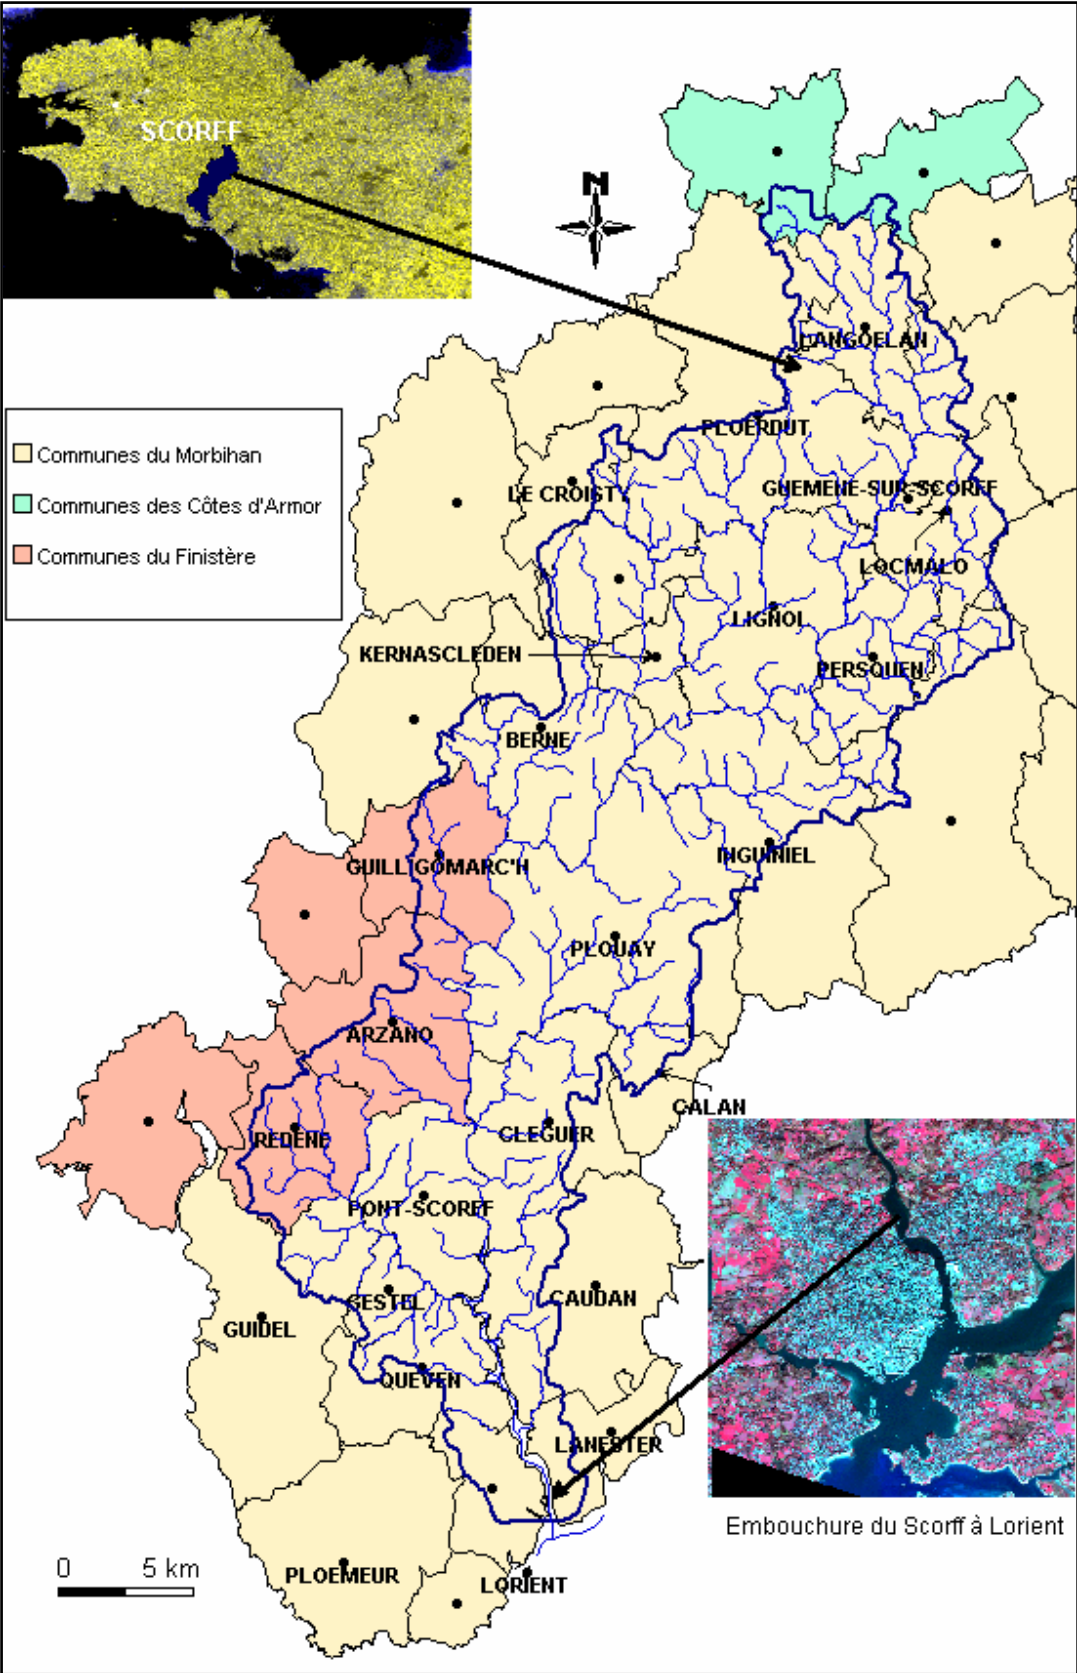 SCORFF
N
LANGOELAN
PLOERDUT
Communes du Morbihan
Communes des Côtes d'Armor
Communes du Finistère
LE CROISTY
GUEMENE-SUR-SCORFF
LOCMALO
LIGNOL
KERNASCLEDEN
PERSQUEN
BERNE
INGUINIEL
GUILLIGOMARC'H
PLOUAY
ARZANO
CALAN
CLEGUER
REDENE
PONT-SCORFF
GESTEL
CAUDAN
GUIDEL
QUEVEN
LANESTER
Embouchure du Scorff à Lorient
0 5 km
PLOEMEUR
LORIENT